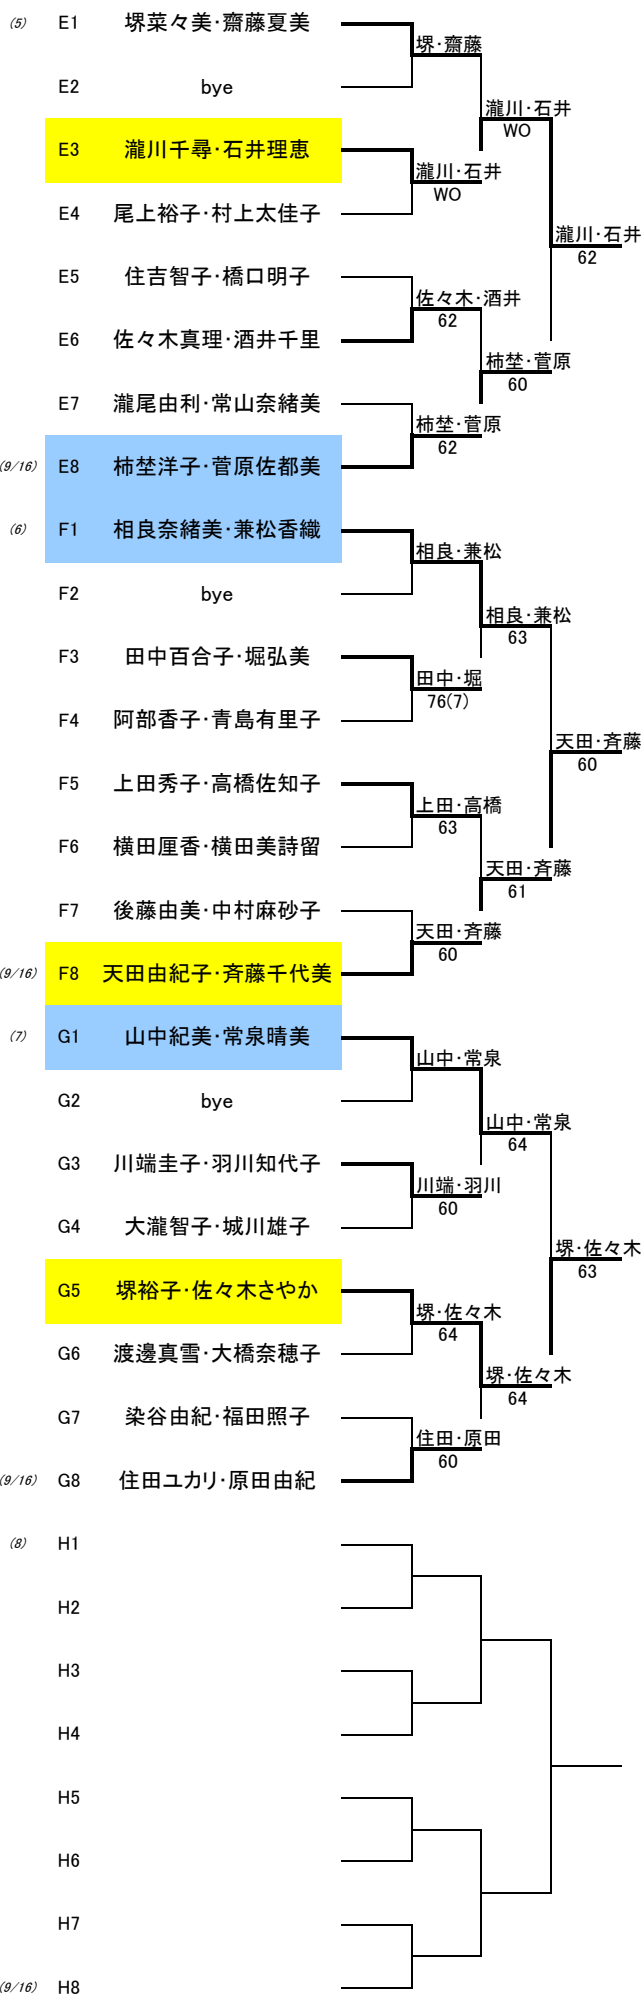 (5) E1 堺菜々美・齋藤夏美
堺・齋藤
E2 bye
瀧川・石井
WO
E3 瀧川千尋・石井理恵
瀧川・石井
WO
E4 尾上裕子・村上太佳子
瀧川・石井
62
E5 住吉智子・橋口明子
佐々木・酒井
62
E6 佐々木真理・酒井千里
柿埜・菅原
60
E7 瀧尾由利・常山奈緒美
柿埜・菅原
62
(9/16) E8 柿埜洋子・菅原佐都美
(6) F1 相良奈緒美・兼松香織
相良・兼松
F2 bye
相良・兼松
63
F3 田中百合子・堀弘美
田中・堀
76(7)
F4 阿部香子・青島有里子
天田・斉藤
60
F5 上田秀子・高橋佐知子
上田・高橋
63
F6 横田厘香・横田美詩留
天田・斉藤
61
F7 後藤由美・中村麻砂子
天田・斉藤
60
(9/16) F8 天田由紀子・斉藤千代美
(7) G1 山中紀美・常泉晴美
山中・常泉
G2 bye
山中・常泉
64
G3 川端圭子・羽川知代子
川端・羽川
60
G4 大瀧智子・城川雄子
堺・佐々木
63
G5 堺裕子・佐々木さやか
堺・佐々木
64
G6 渡邊真雪・大橋奈穂子
堺・佐々木
64
G7 染谷由紀・福田照子
住田・原田
60
(9/16) G8 住田ユカリ・原田由紀
(8) H1
H2
H3
H4
H5
H6
H7
(9/16) H8